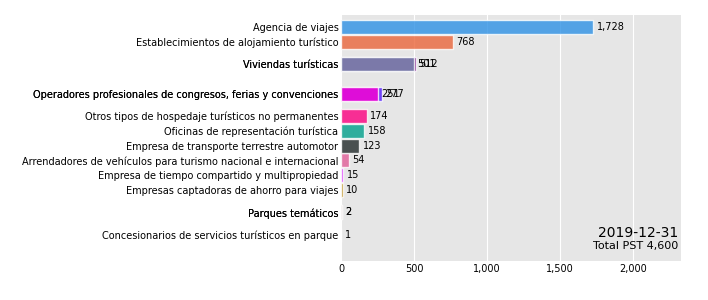 Agencia de viajes 1,728
Establecimientos de alojamiento turístico 768
Viviendas turísticas
Operadores profesionales de congresos, ferias y convenciones
Otros tipos de hospedaje turísticos no permanentes 174
Oficinas de representación turística 158
Empresa de transporte terrestre automotor 123
Arrendadores de vehículos para turismo nacional e internacional 54
Empresa de tiempo compartido y multipropiedad 15
Empresas captadoras de ahorro para viajes 10
Parques temáticos 2
Concesionarios de servicios turísticos en parque 1
2019-12-31
Total PST 4,600
0 500 1,000 1,500 2,000